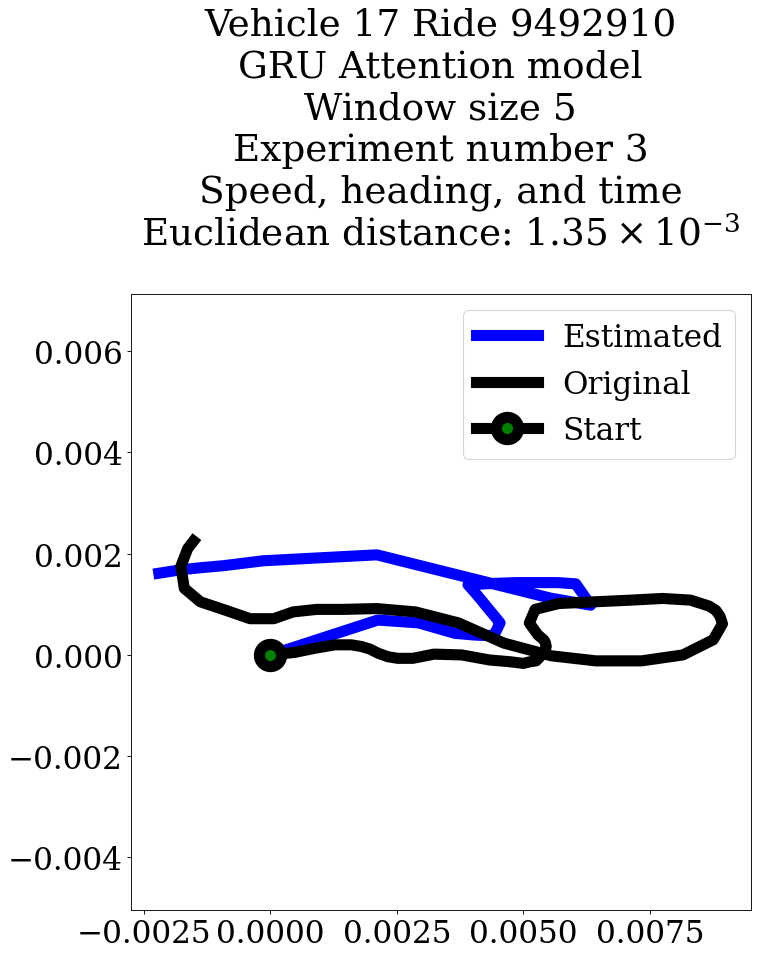 Vehicle 17 Ride 9492910
GRU Attention model
Window size 5
Experiment number 3
Speed, heading, and time
Euclidean distance: 1.35 × 10⁻³
Estimated
Original
Start
0.006
0.004
0.002
0.000
−0.002
−0.004
−0.0025 0.0000 0.0025 0.0050 0.0075